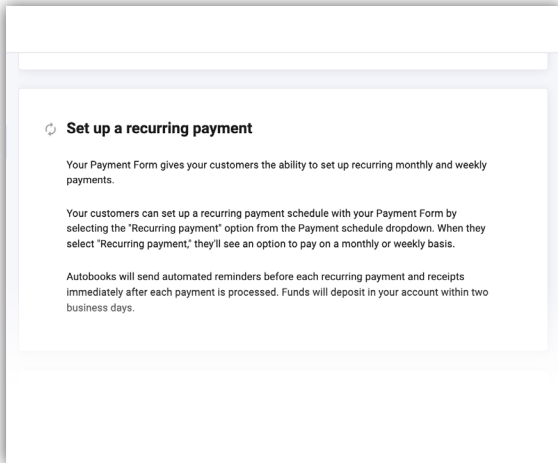 Set up a recurring payment
Your Payment Form gives your customers the ability to set up recurring monthly and weekly
payments.
Your customers can set up a recurring payment schedule with your Payment Form by
selecting the "Recurring payment" option from the Payment schedule dropdown. When they
select "Recurring payment," they'll see an option to pay on a monthly or weekly basis.
Autobooks will send automated reminders before each recurring payment and receipts
immediately after each payment is processed. Funds will deposit in your account within two
business days.